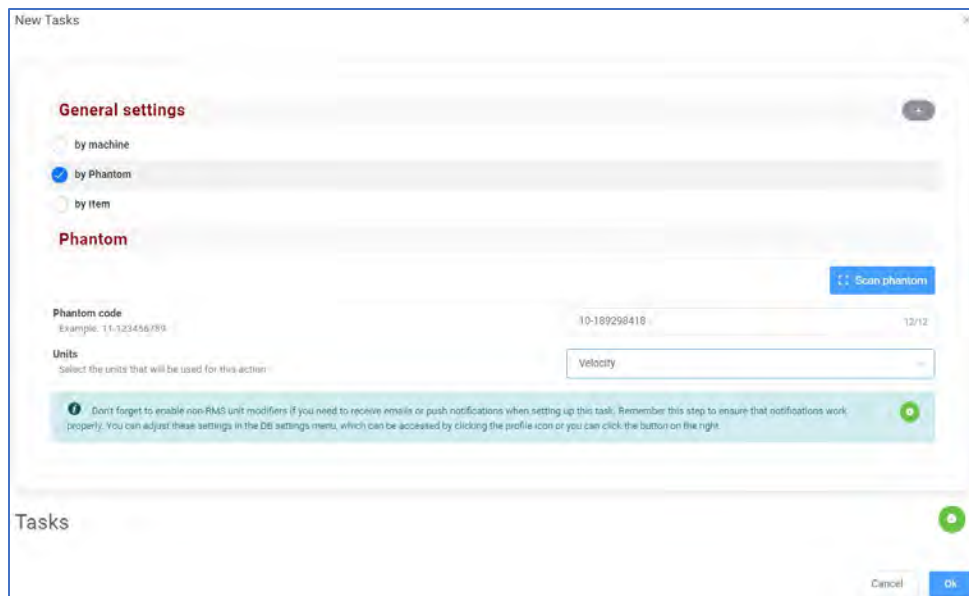 New Tasks
General settings
by machine
by Phantom
by Item
Phantom
Scan phantom
Phantom code
Example: 11-123456789
10-189298418
12/12
Units
Select the units that will be used for this action
Velocity
Don't forget to enable non-RMS unit modifiers if you need to receive emails or push notifications when setting up this task. Remember this step to ensure that notifications work
properly. You can adjust these settings in the DB settings menu, which can be accessed by clicking the profile icon or you can click the button on the right.
Tasks
Cancel
Ok